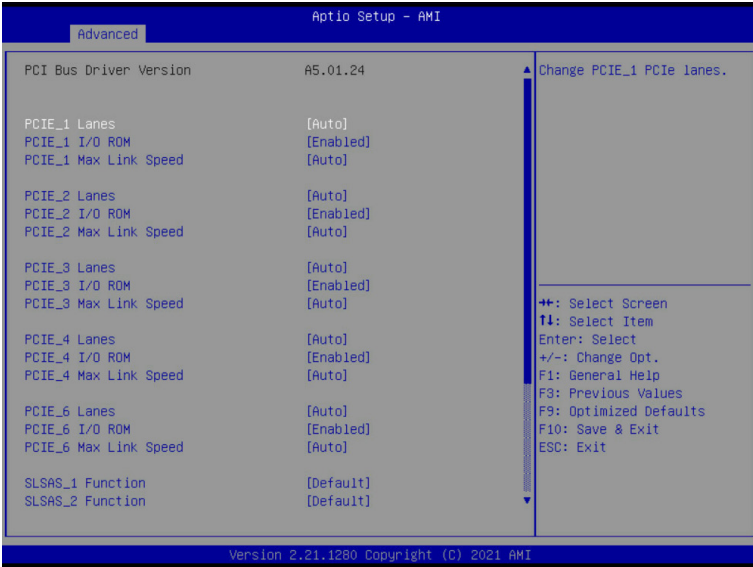 Aptio Setup – AMI
Advanced
PCI Bus Driver Version A5.01.24
PCIE_1 Lanes [Auto]
PCIE_1 I/O ROM [Enabled]
PCIE_1 Max Link Speed [Auto]
PCIE_2 Lanes [Auto]
PCIE_2 I/O ROM [Enabled]
PCIE_2 Max Link Speed [Auto]
PCIE_3 Lanes [Auto]
PCIE_3 I/O ROM [Enabled]
PCIE_3 Max Link Speed [Auto]
PCIE_4 Lanes [Auto]
PCIE_4 I/O ROM [Enabled]
PCIE_4 Max Link Speed [Auto]
PCIE_6 Lanes [Auto]
PCIE_6 I/O ROM [Enabled]
PCIE_6 Max Link Speed [Auto]
SLSAS_1 Function [Default]
SLSAS_2 Function [Default]
Change PCIE_1 PCIe lanes.
→←: Select Screen
↑↓: Select Item
Enter: Select
+/-: Change Opt.
F1: General Help
F3: Previous Values
F9: Optimized Defaults
F10: Save & Exit
ESC: Exit
Version 2.21.1280 Copyright (C) 2021 AMI